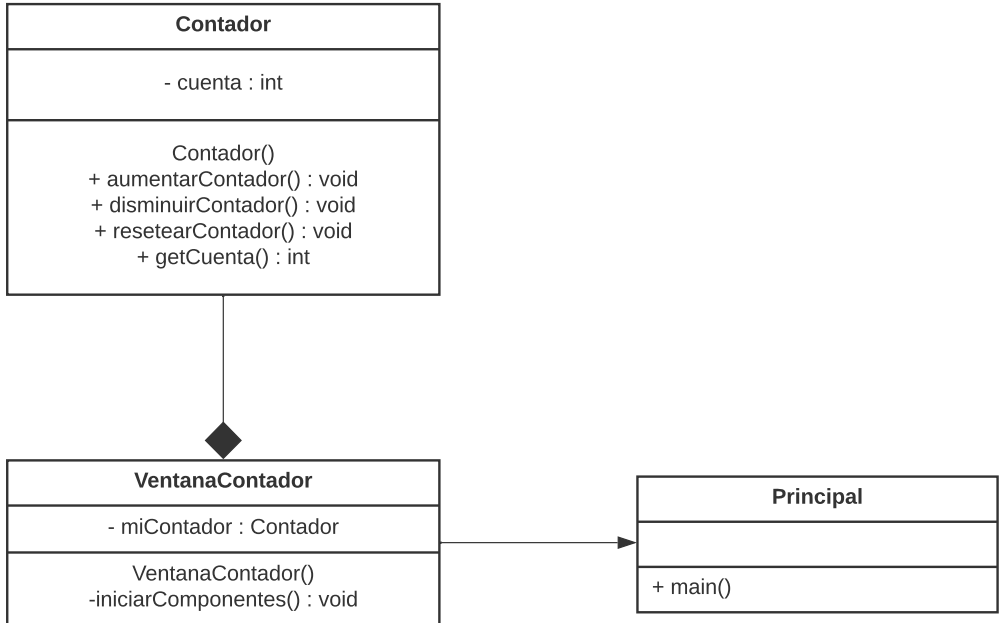 Contador
- cuenta : int
Contador()
+ aumentarContador() : void
+ disminuirContador() : void
+ resetearContador() : void
+ getCuenta() : int
VentanaContador
- miContador : Contador
VentanaContador()
-iniciarComponentes() : void
Principal
+ main()